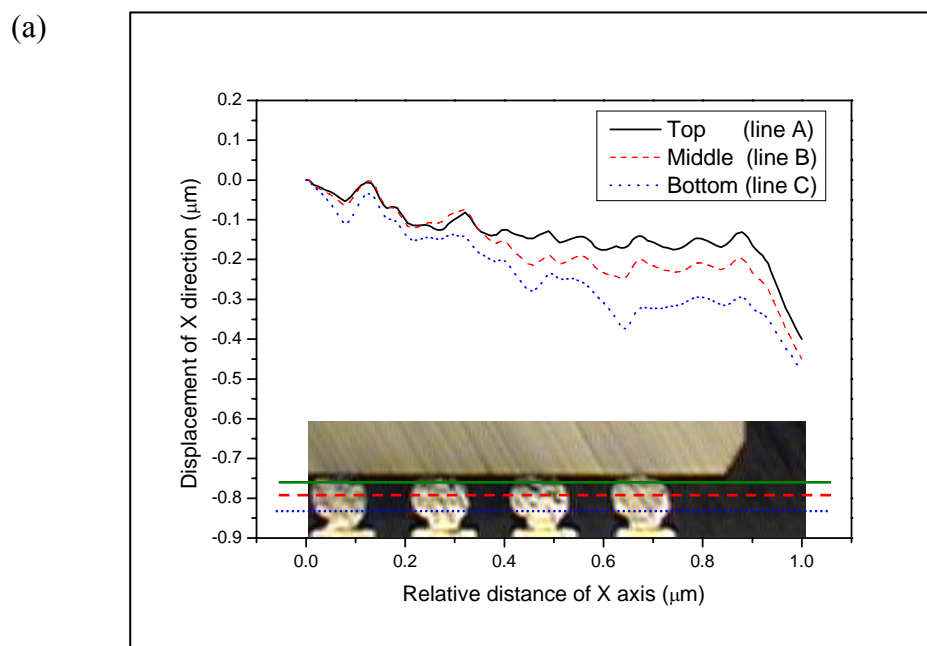 (a)
0.2
0.1
0.0
-0.1
-0.2
-0.3
-0.4
-0.5
-0.6
-0.7
-0.8
-0.9
Displacement of X direction (μm)
Top (line A)
Middle (line B)
Bottom (line C)
0.0 0.2 0.4 0.6 0.8 1.0
Relative distance of X axis (μm)